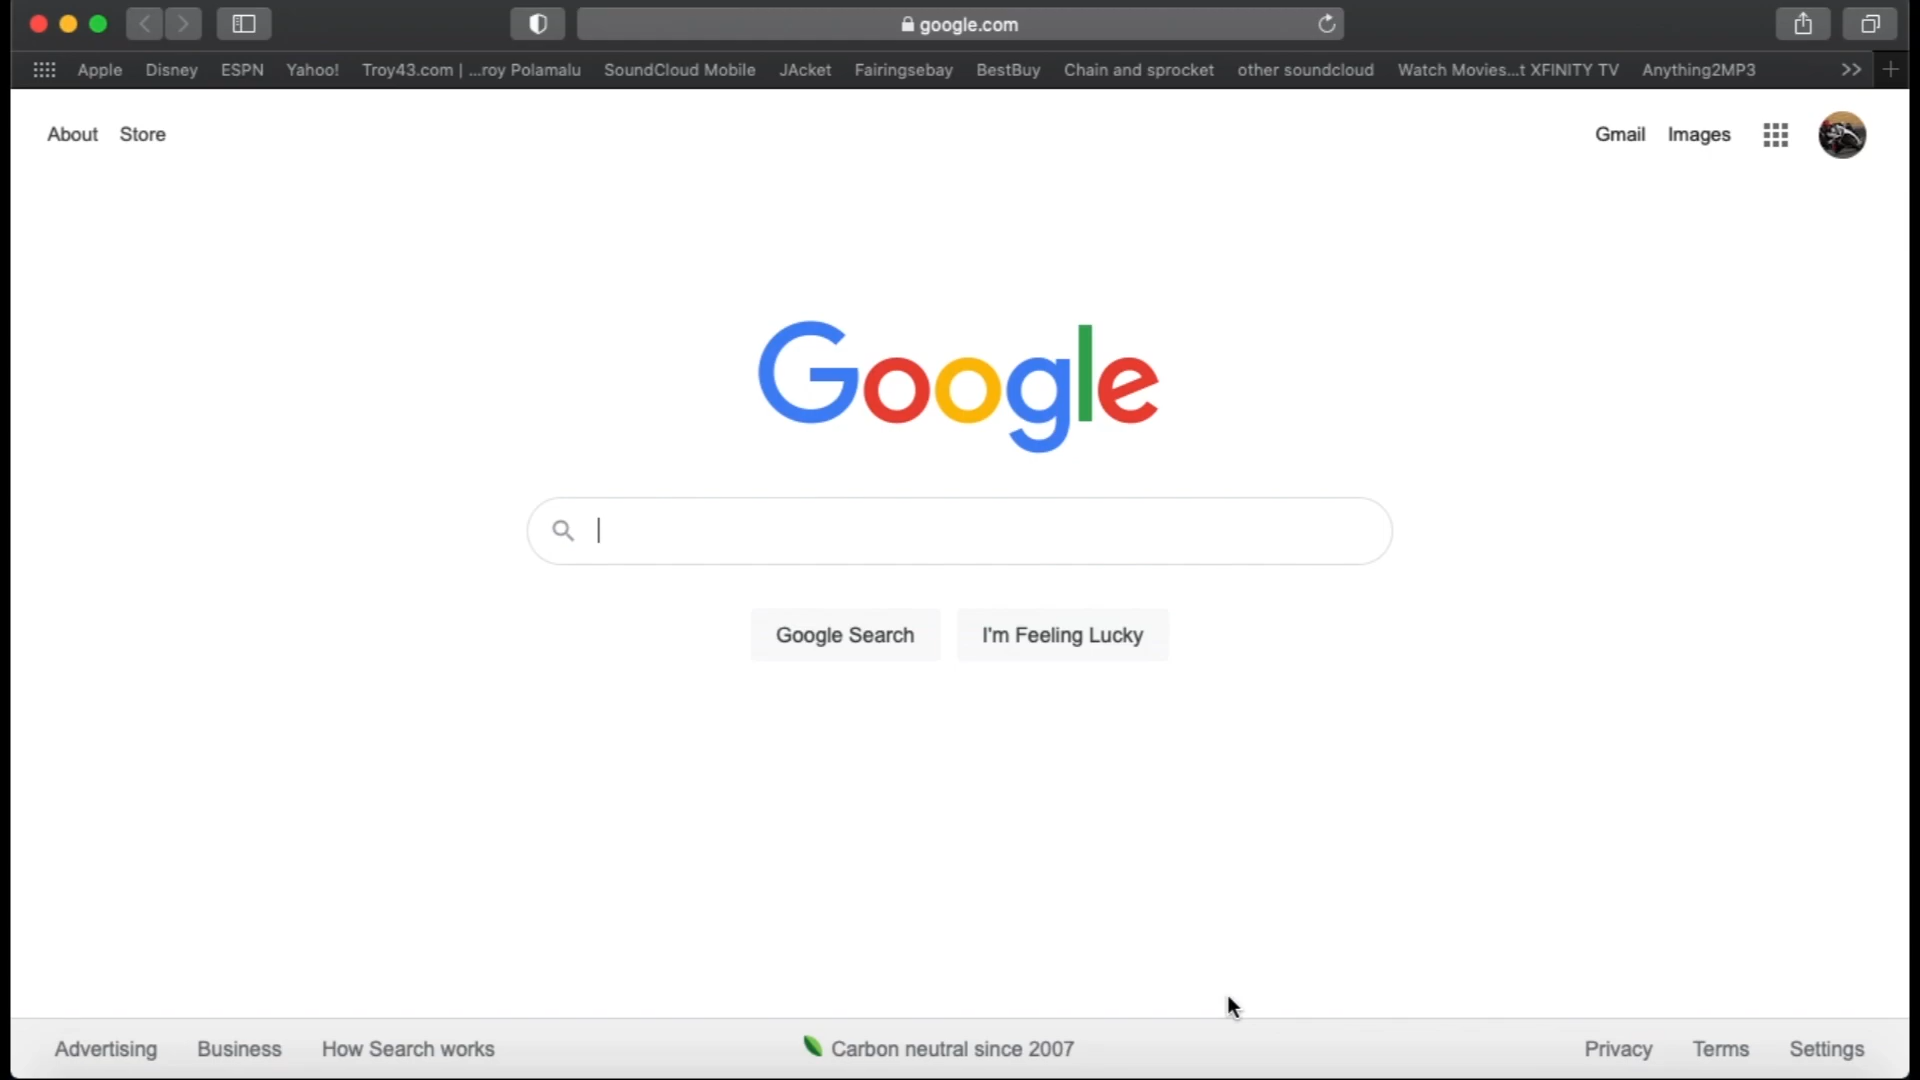 google.com
Apple Disney ESPN Yahoo! Troy43.com | ...roy Polamalu SoundCloud Mobile JAcket Fairingsebay BestBuy Chain and sprocket other soundcloud Watch Movies...t XFINITY TV Anything2MP3 >>
About Store Gmail Images
Google
Google Search I'm Feeling Lucky
Advertising Business How Search works Carbon neutral since 2007 Privacy Terms Settings